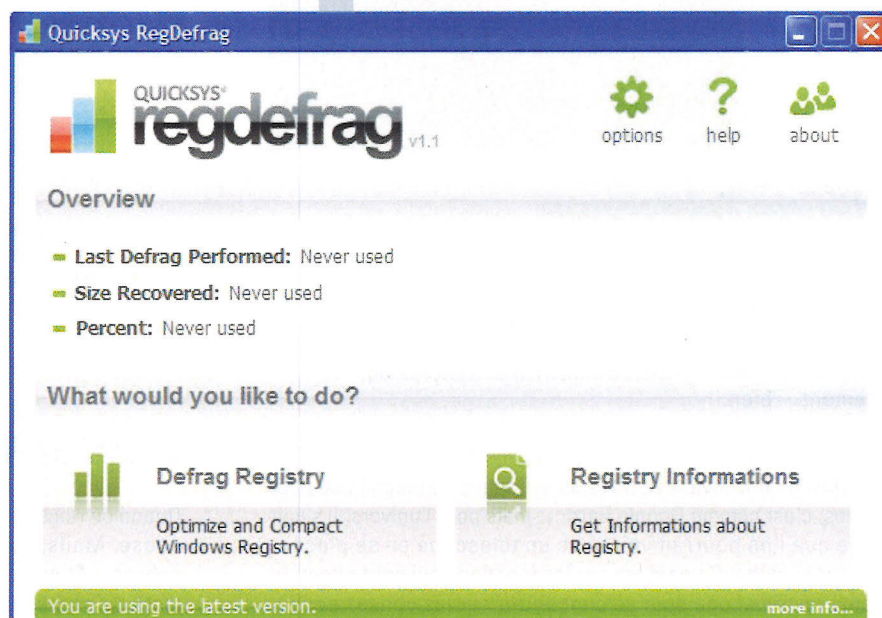 Quicksys RegDefrag
QUICKSYS®
regdefrag v1.1
options help about
Overview
Last Defrag Performed: Never used
Size Recovered: Never used
Percent: Never used
What would you like to do?
Defrag Registry
Optimize and Compact
Windows Registry.
Registry Informations
Get Informations about
Registry.
You are using the latest version.
more info...